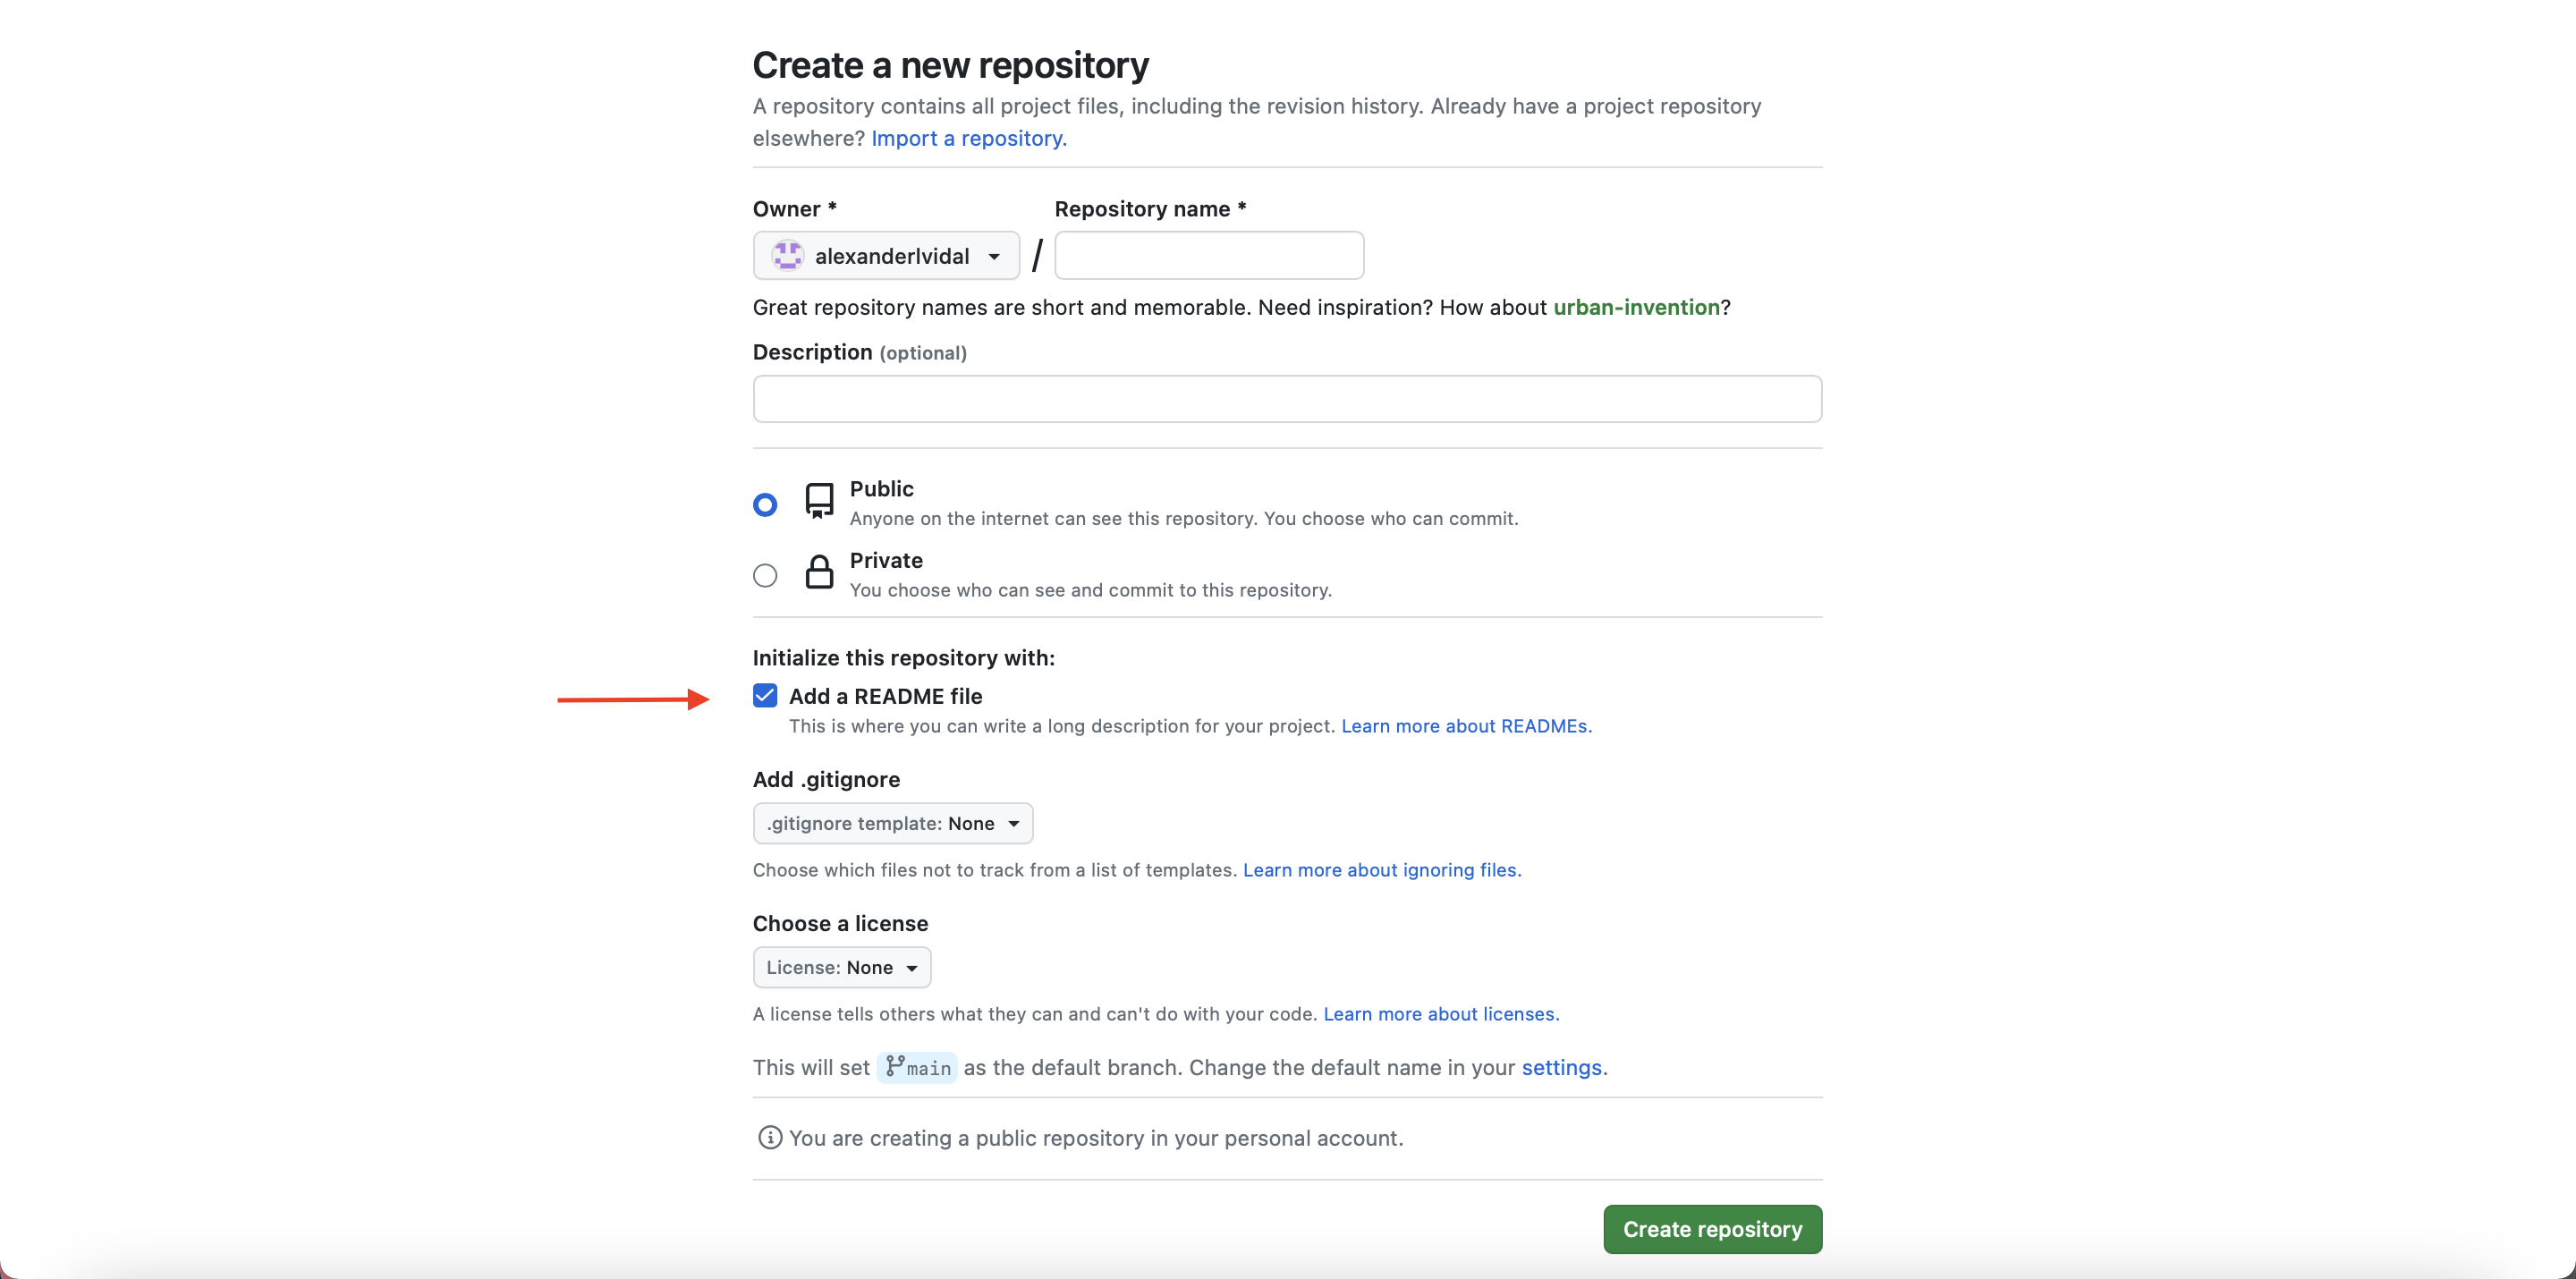 Create a new repository
A repository contains all project files, including the revision history. Already have a project repository
elsewhere? Import a repository.
Owner * Repository name *
alexanderlvidal /
Great repository names are short and memorable. Need inspiration? How about urban-invention?
Description (optional)
Public
Anyone on the internet can see this repository. You choose who can commit.
Private
You choose who can see and commit to this repository.
Initialize this repository with:
Add a README file
This is where you can write a long description for your project. Learn more about READMEs.
Add .gitignore
.gitignore template: None
Choose which files not to track from a list of templates. Learn more about ignoring files.
Choose a license
License: None
A license tells others what they can and can't do with your code. Learn more about licenses.
This will set main as the default branch. Change the default name in your settings.
You are creating a public repository in your personal account.
Create repository